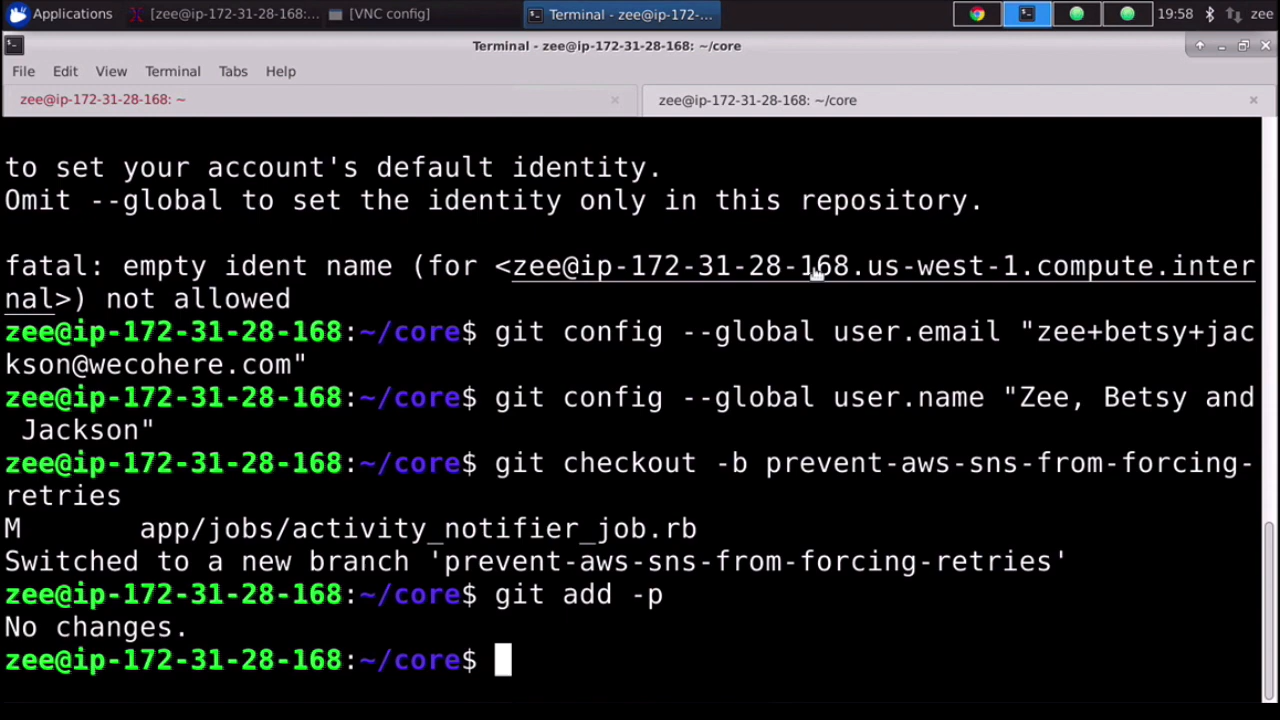 Applications [zee@ip-172-31-28-168:... [VNC config] Terminal - zee@ip-172-... 19:58 zee
Terminal - zee@ip-172-31-28-168: ~/core
File Edit View Terminal Tabs Help
zee@ip-172-31-28-168: ~ zee@ip-172-31-28-168: ~/core
to set your account's default identity.
Omit --global to set the identity only in this repository.
fatal: empty ident name (for <zee@ip-172-31-28-168.us-west-1.compute.inter
nal>) not allowed
zee@ip-172-31-28-168:~/core$ git config --global user.email "zee+betsy+jac
kson@wecohere.com"
zee@ip-172-31-28-168:~/core$ git config --global user.name "Zee, Betsy and
Jackson"
zee@ip-172-31-28-168:~/core$ git checkout -b prevent-aws-sns-from-forcing-
retries
M app/jobs/activity_notifier_job.rb
Switched to a new branch 'prevent-aws-sns-from-forcing-retries'
zee@ip-172-31-28-168:~/core$ git add -p
No changes.
zee@ip-172-31-28-168:~/core$